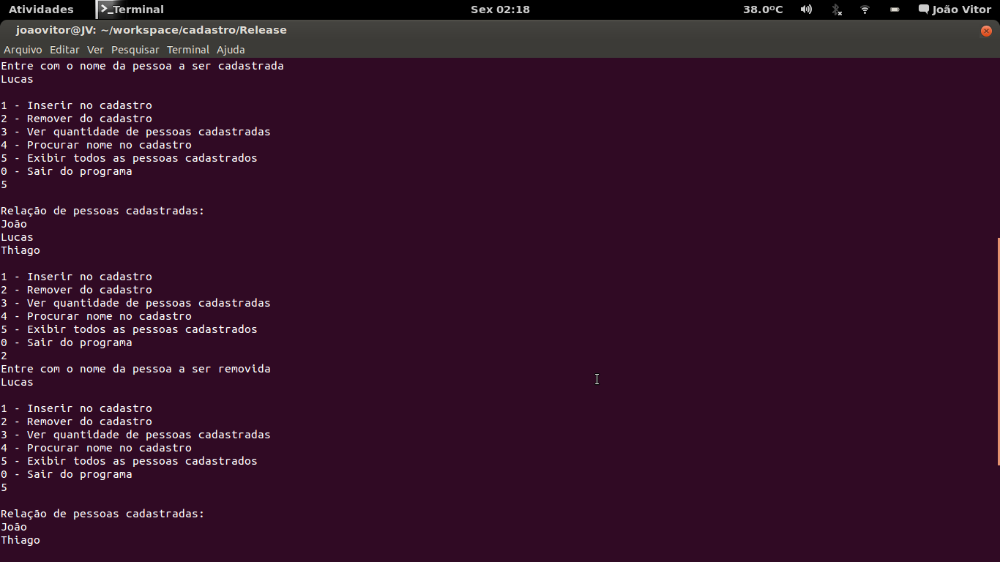 Atividades Terminal Sex 02:18 38.0ºC João Vitor
joaovitor@JV: ~/workspace/cadastro/Release
Arquivo Editar Ver Pesquisar Terminal Ajuda
Entre com o nome da pessoa a ser cadastrada
Lucas
1 - Inserir no cadastro
2 - Remover do cadastro
3 - Ver quantidade de pessoas cadastradas
4 - Procurar nome no cadastro
5 - Exibir todos as pessoas cadastrados
0 - Sair do programa
5
Relação de pessoas cadastradas:
João
Lucas
Thiago
1 - Inserir no cadastro
2 - Remover do cadastro
3 - Ver quantidade de pessoas cadastradas
4 - Procurar nome no cadastro
5 - Exibir todos as pessoas cadastrados
0 - Sair do programa
2
Entre com o nome da pessoa a ser removida
Lucas
1 - Inserir no cadastro
2 - Remover do cadastro
3 - Ver quantidade de pessoas cadastradas
4 - Procurar nome no cadastro
5 - Exibir todos as pessoas cadastrados
0 - Sair do programa
5
Relação de pessoas cadastradas:
João
Thiago